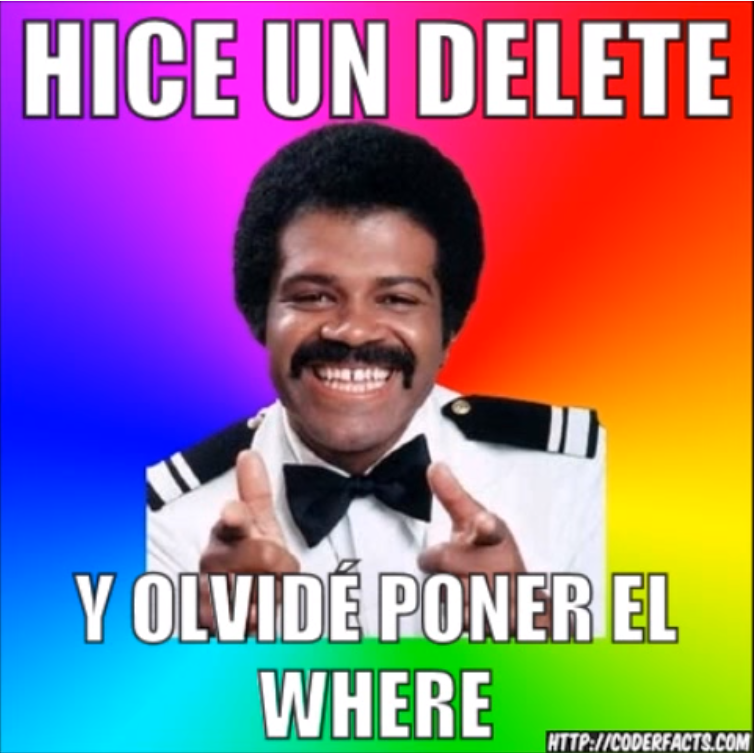 HICE UN DELETE
Y OLVIDÉ PONER EL
WHERE
HTTP://CODERFACTS.COM